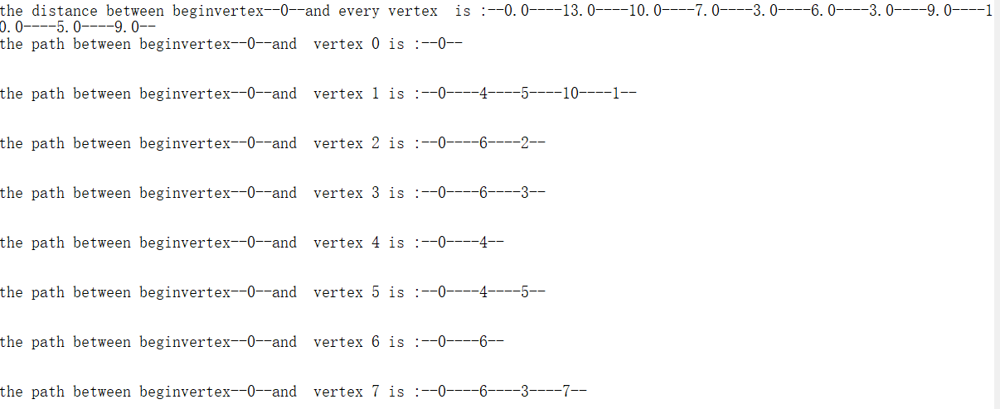 the distance between beginvertex--0--and every vertex  is :--0.0----13.0----10.0----7.0----3.0----6.0----3.0----9.0----1
0.0----5.0----9.0--
the path between beginvertex--0--and  vertex 0 is :--0--
the path between beginvertex--0--and  vertex 1 is :--0----4----5----10----1--
the path between beginvertex--0--and  vertex 2 is :--0----6----2--
the path between beginvertex--0--and  vertex 3 is :--0----6----3--
the path between beginvertex--0--and  vertex 4 is :--0----4--
the path between beginvertex--0--and  vertex 5 is :--0----4----5--
the path between beginvertex--0--and  vertex 6 is :--0----6--
the path between beginvertex--0--and  vertex 7 is :--0----6----3----7--